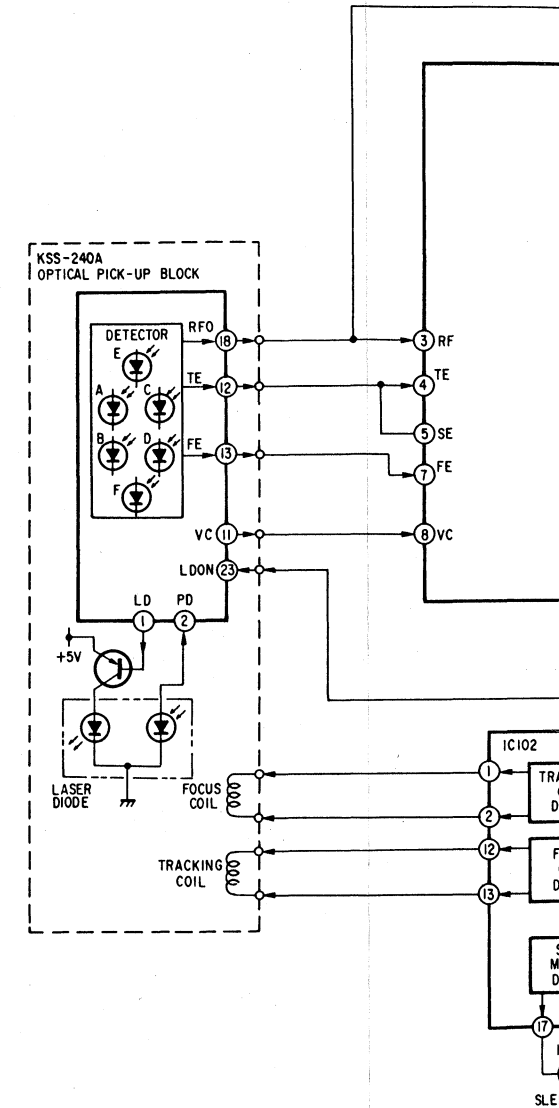 KSS-240A
OPTICAL PICK-UP BLOCK
DETECTOR
RFO
18
3
RF
E
TE
12
4
TE
A
C
5
SE
B
D
FE
13
7
FE
F
VC
11
8
VC
LDON
23
LD
PD
1
2
+5V
IC102
LASER
DIODE
FOCUS
COIL
1
TRA
2
D
TRACKING
COIL
12
F
13
D
S
M
D
17
SLE